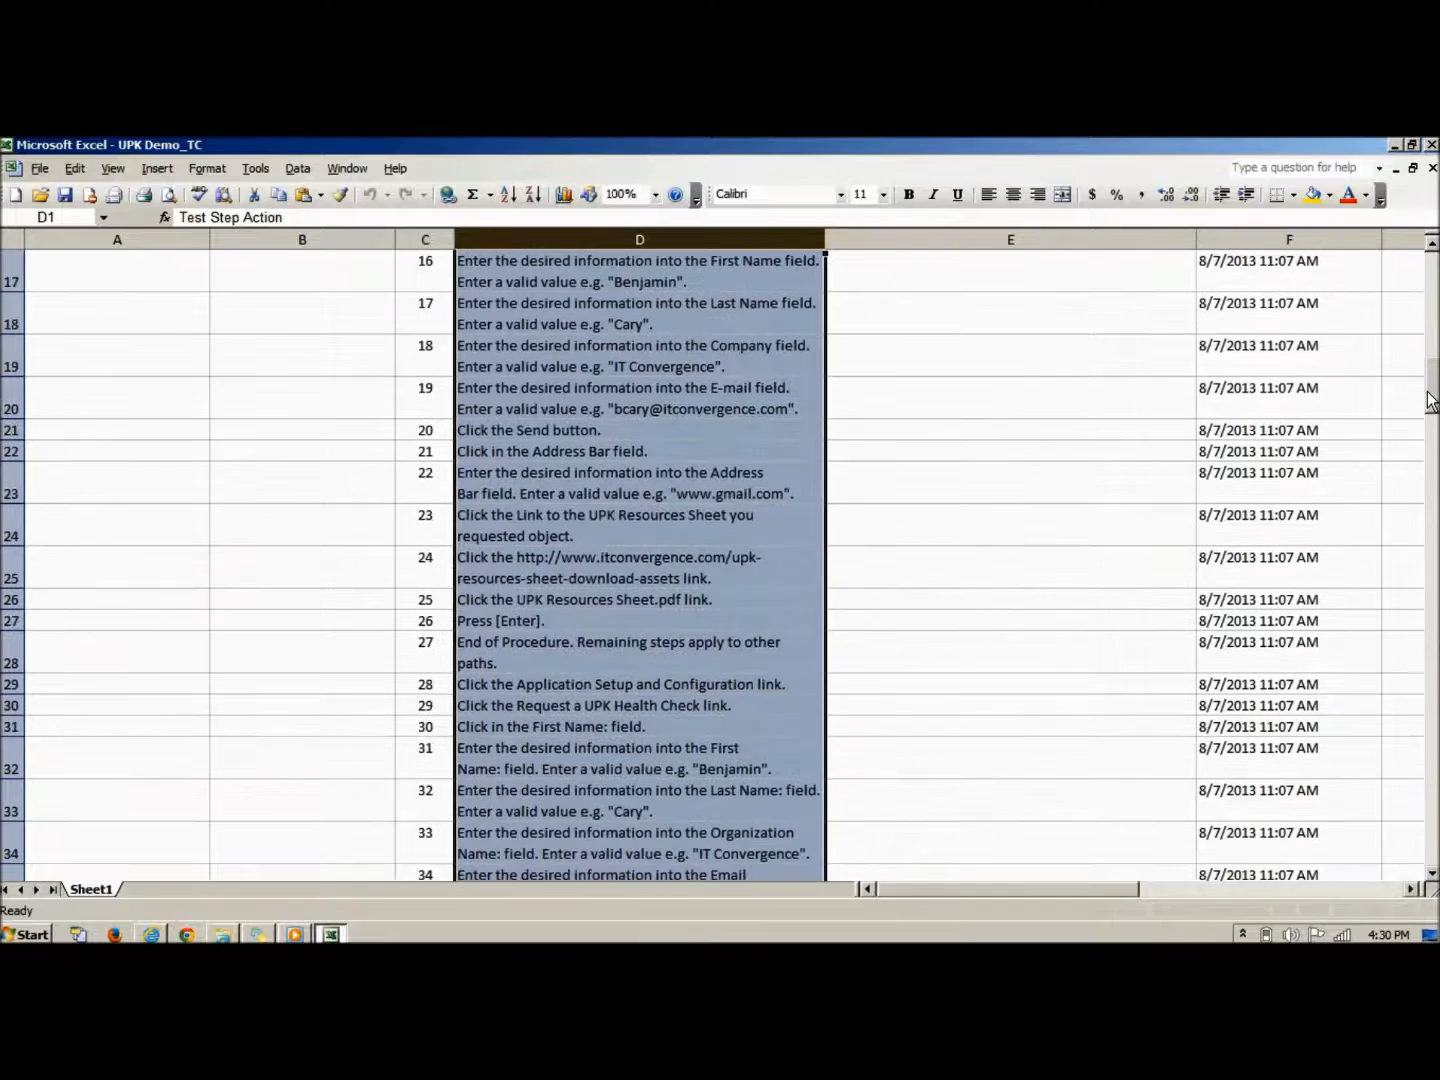 Microsoft Excel - UPK Demo_TC
File Edit View Insert Format Tools Data Window Help Type a question for help
100% Calibri 11 B I U $ % ,
D1 fx Test Step Action
A B C D E F
16 Enter the desired information into the First Name field. 8/7/2013 11:07 AM
17 Enter a valid value e.g. "Benjamin".
17 Enter the desired information into the Last Name field. 8/7/2013 11:07 AM
18 Enter a valid value e.g. "Cary".
18 Enter the desired information into the Company field. 8/7/2013 11:07 AM
19 Enter a valid value e.g. "IT Convergence".
19 Enter the desired information into the E-mail field. 8/7/2013 11:07 AM
20 Enter a valid value e.g. "bcary@itconvergence.com".
21 20 Click the Send button. 8/7/2013 11:07 AM
22 21 Click in the Address Bar field. 8/7/2013 11:07 AM
22 Enter the desired information into the Address 8/7/2013 11:07 AM
23 Bar field. Enter a valid value e.g. "www.gmail.com".
23 Click the Link to the UPK Resources Sheet you 8/7/2013 11:07 AM
24 requested object.
24 Click the http://www.itconvergence.com/upk- 8/7/2013 11:07 AM
25 resources-sheet-download-assets link.
26 25 Click the UPK Resources Sheet.pdf link. 8/7/2013 11:07 AM
27 26 Press [Enter]. 8/7/2013 11:07 AM
27 End of Procedure. Remaining steps apply to other 8/7/2013 11:07 AM
28 paths.
29 28 Click the Application Setup and Configuration link. 8/7/2013 11:07 AM
30 29 Click the Request a UPK Health Check link. 8/7/2013 11:07 AM
31 30 Click in the First Name: field. 8/7/2013 11:07 AM
31 Enter the desired information into the First 8/7/2013 11:07 AM
32 Name: field. Enter a valid value e.g. "Benjamin".
32 Enter the desired information into the Last Name: field. 8/7/2013 11:07 AM
33 Enter a valid value e.g. "Cary".
33 Enter the desired information into the Organization 8/7/2013 11:07 AM
34 Name: field. Enter a valid value e.g. "IT Convergence".
34 Enter the desired information into the Email 8/7/2013 11:07 AM
Sheet1
Ready
Start 4:30 PM